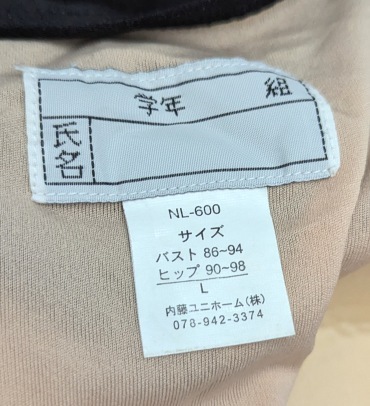 学年 組
氏名
NL-600
サイズ
バスト 86~94
ヒップ 90~98
L
内藤ユニホーム(株)
078-942-3374